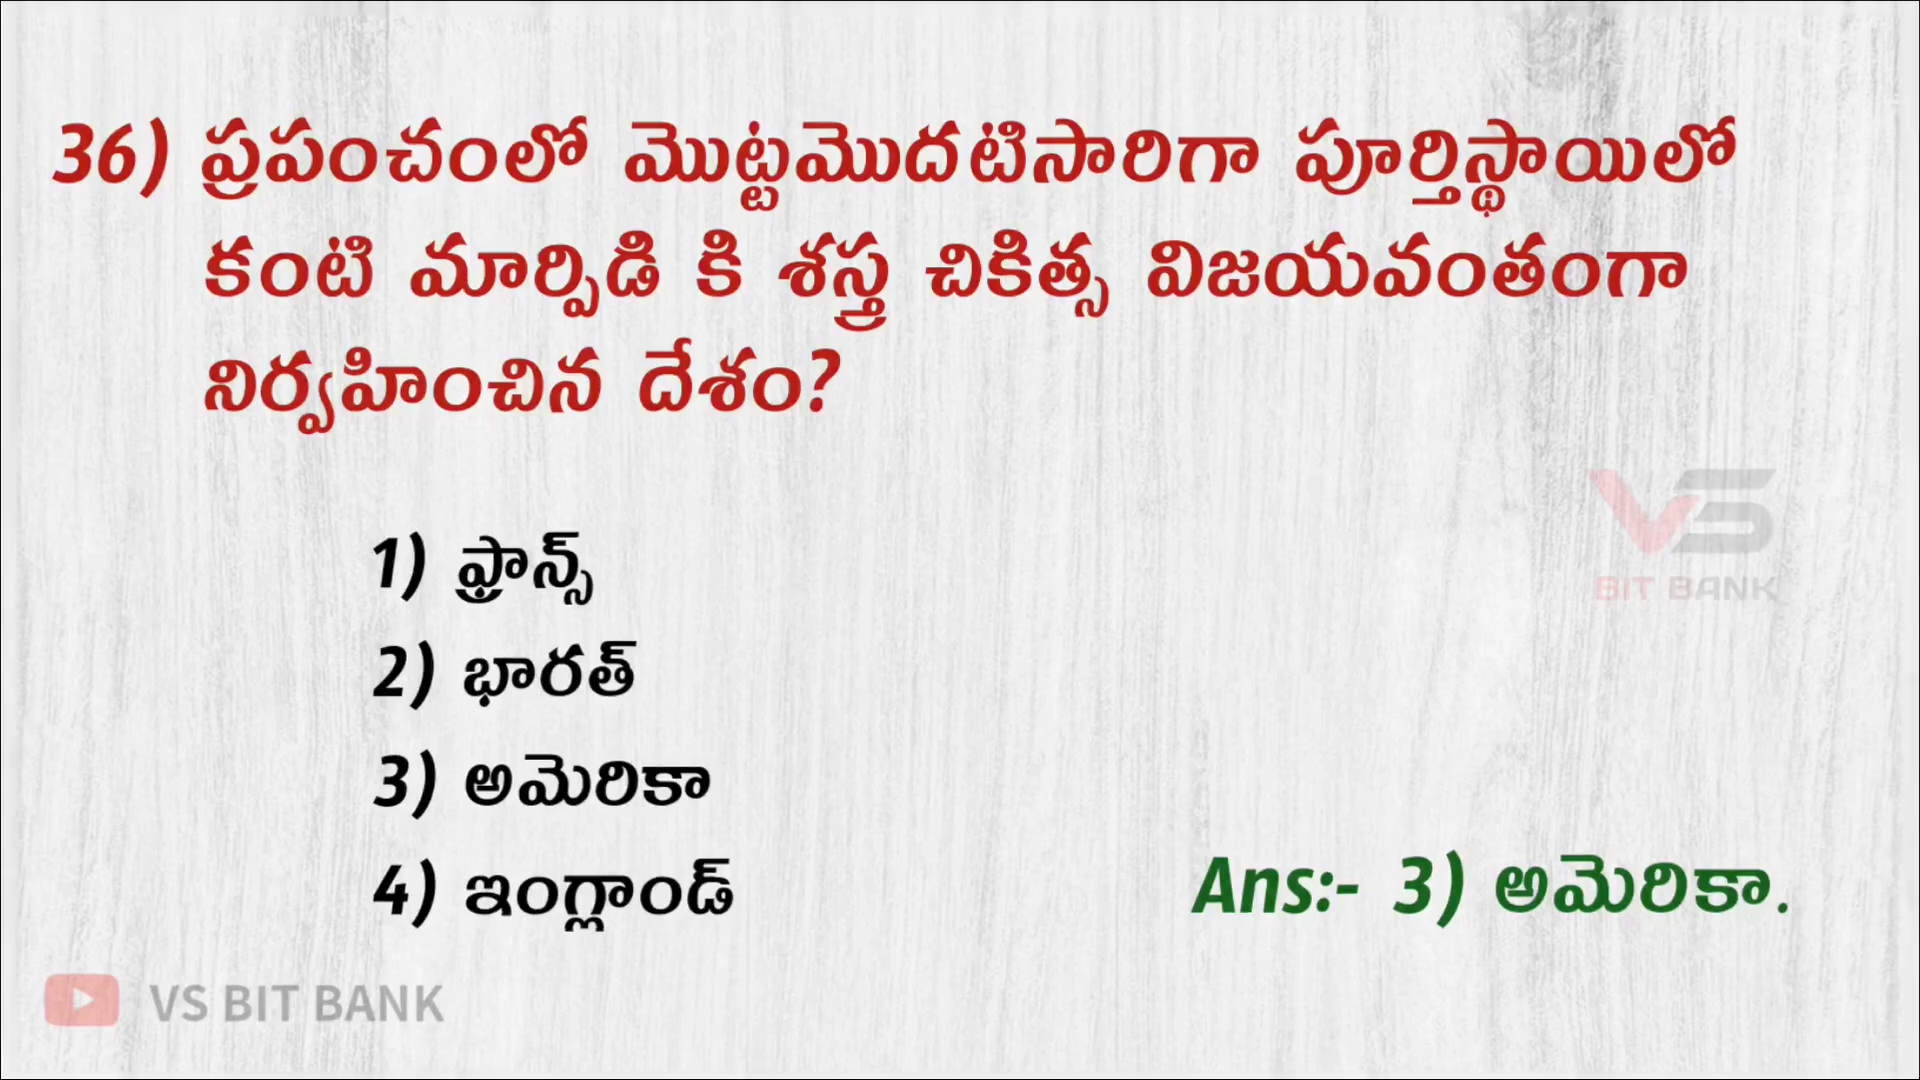 36) ప్రపంచంలో మొట్టమొదటిసారిగా పూర్తిస్థాయిలో
కంటి మార్పిడి కి శస్త్ర చికిత్స విజయవంతంగా
నిర్వహించిన దేశం?
VS
BIT BANK
1) ఫ్రాన్స్
2) భారత్
3) అమెరికా
4) ఇంగ్లాండ్
Ans:- 3) అమెరికా.
VS BIT BANK